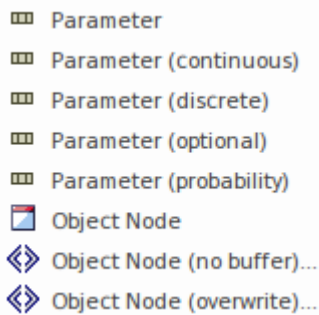 Parameter
Parameter (continuous)
Parameter (discrete)
Parameter (optional)
Parameter (probability)
Object Node
Object Node (no buffer)...
Object Node (overwrite)...